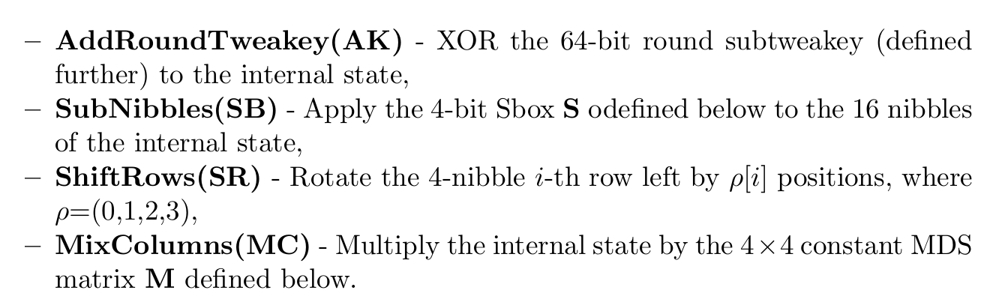 – AddRoundTweakey(AK) - XOR the 64-bit round subtweakey (defined
further) to the internal state,
– SubNibbles(SB) - Apply the 4-bit Sbox S odefined below to the 16 nibbles
of the internal state,
– ShiftRows(SR) - Rotate the 4-nibble i-th row left by ρ[i] positions, where
ρ=(0,1,2,3),
– MixColumns(MC) - Multiply the internal state by the 4×4 constant MDS
matrix M defined below.